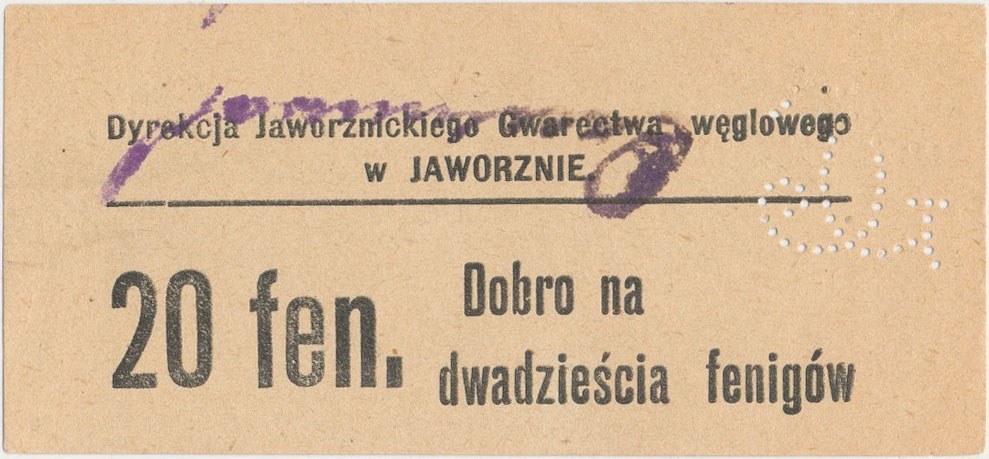 Dyrekcja Jaworznickiego Gwarectwa węglowego
w JAWORZNIE.
20 fen.
Dobro na
dwadzieścia fenigów